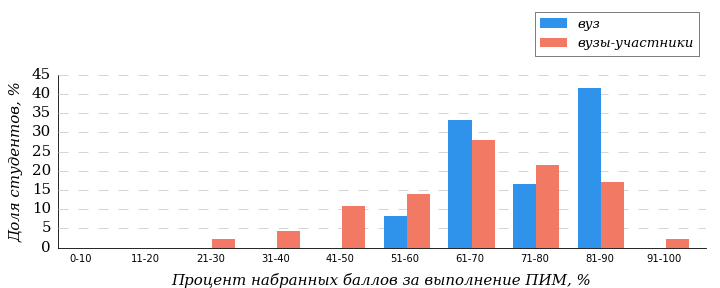 вуз
вузы-участники
Доля студентов, %
45
40
35
30
25
20
15
10
5
0
0-10 11-20 21-30 31-40 41-50 51-60 61-70 71-80 81-90 91-100
Процент набранных баллов за выполнение ПИМ, %